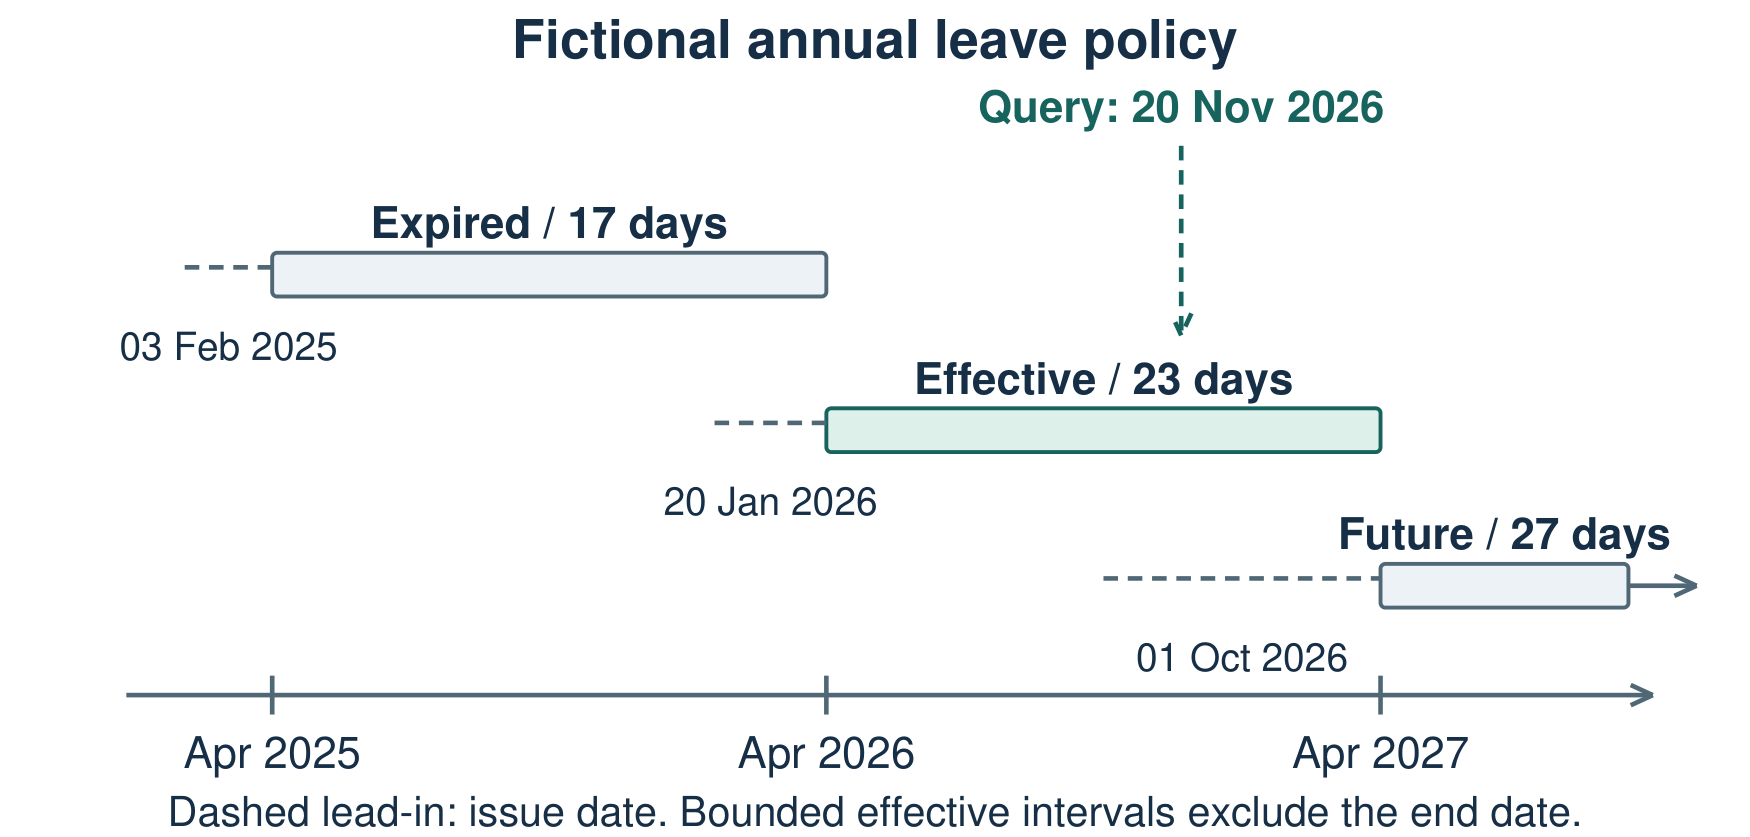 Fictional annual leave policy
Query: 20 Nov 2026
Expired / 17 days
03 Feb 2025
Effective / 23 days
20 Jan 2026
Future / 27 days
01 Oct 2026
Apr 2025
Apr 2026
Apr 2027
Dashed lead-in: issue date. Bounded effective intervals exclude the end date.